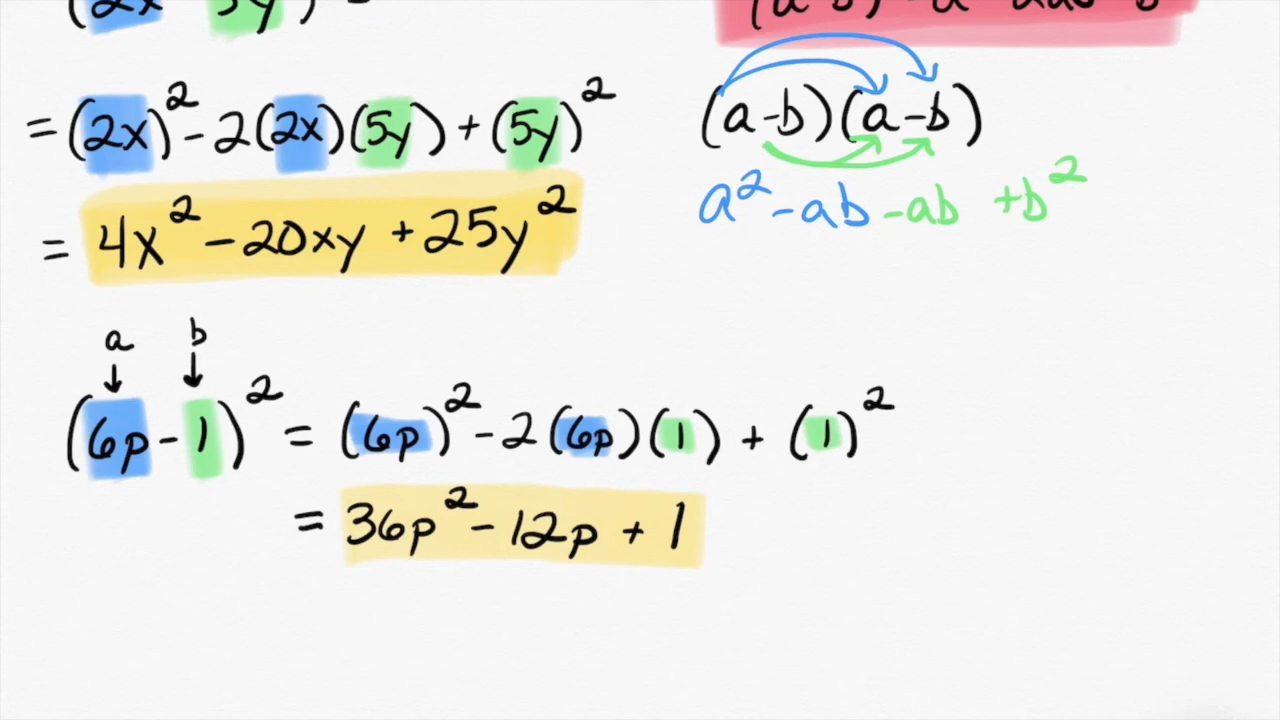 = (2x)² - 2(2x)(5y) + (5y)²
= 4x² - 20xy + 25y²
(a-b)(a-b)
a² - ab - ab + b²
a b
(6p - 1)² = (6p)² - 2(6p)(1) + (1)²
= 36p² - 12p + 1